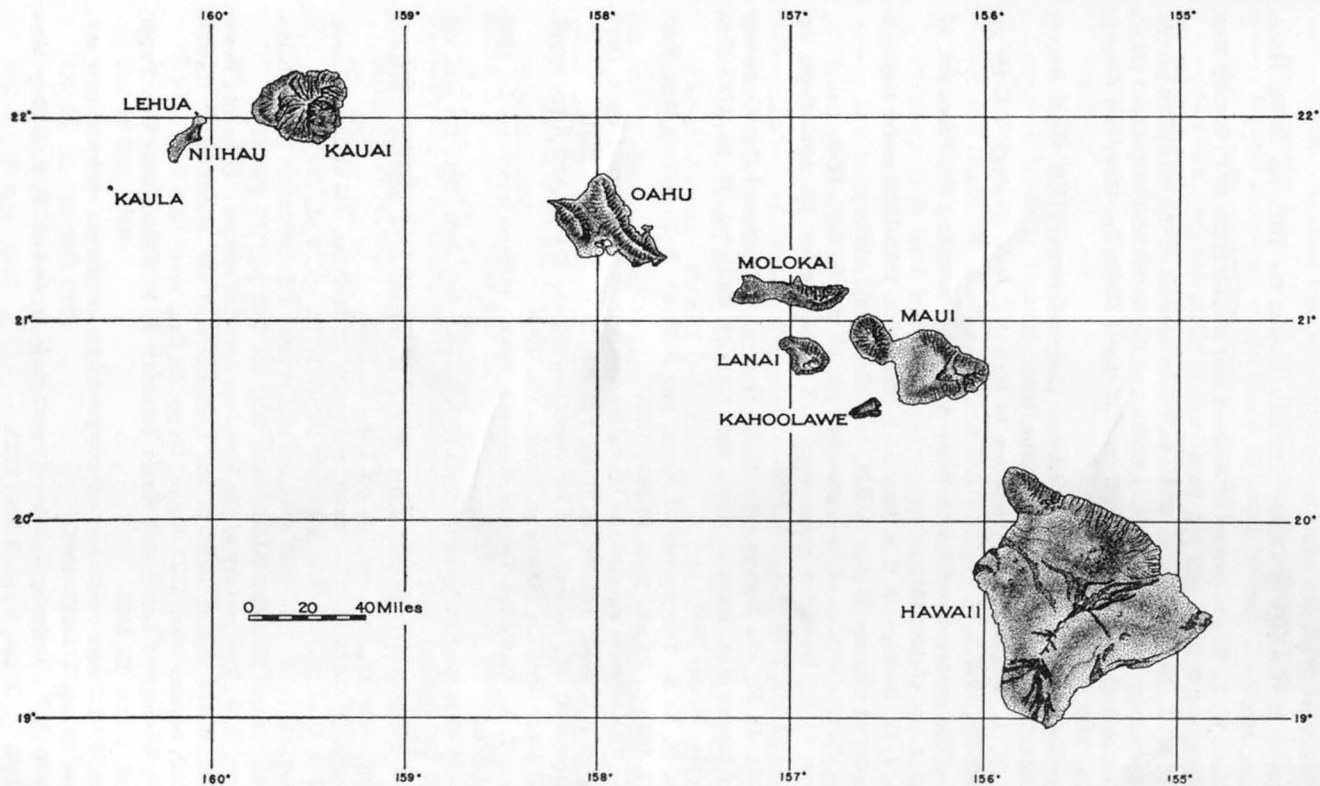 160° 159° 158° 157° 156° 155°
LEHUA
22° 22°
NIIHAU KAUAI
KAULA
OAHU
MOLOKAI
21° MAUI 21°
LANAI
KAHOOLAWE
20° 20°
0 20 40 Miles
HAWAII
19° 19°
160° 159° 158° 157° 156° 155°